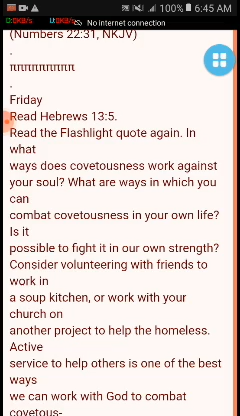 0:0KB/s U:0KB/s 100% 6:45 AM
No internet connection
(Numbers 22:31, NKJV)
.
πππππππππ
.
Friday
Read Hebrews 13:5.
Read the Flashlight quote again. In
what
ways does covetousness work against
your soul? What are ways in which you
can
combat covetousness in your own life?
Is it
possible to fight it in our own strength?
Consider volunteering with friends to
work in
a soup kitchen, or work with your
church on
another project to help the homeless.
Active
service to help others is one of the best
ways
we can work with God to combat
covetous-